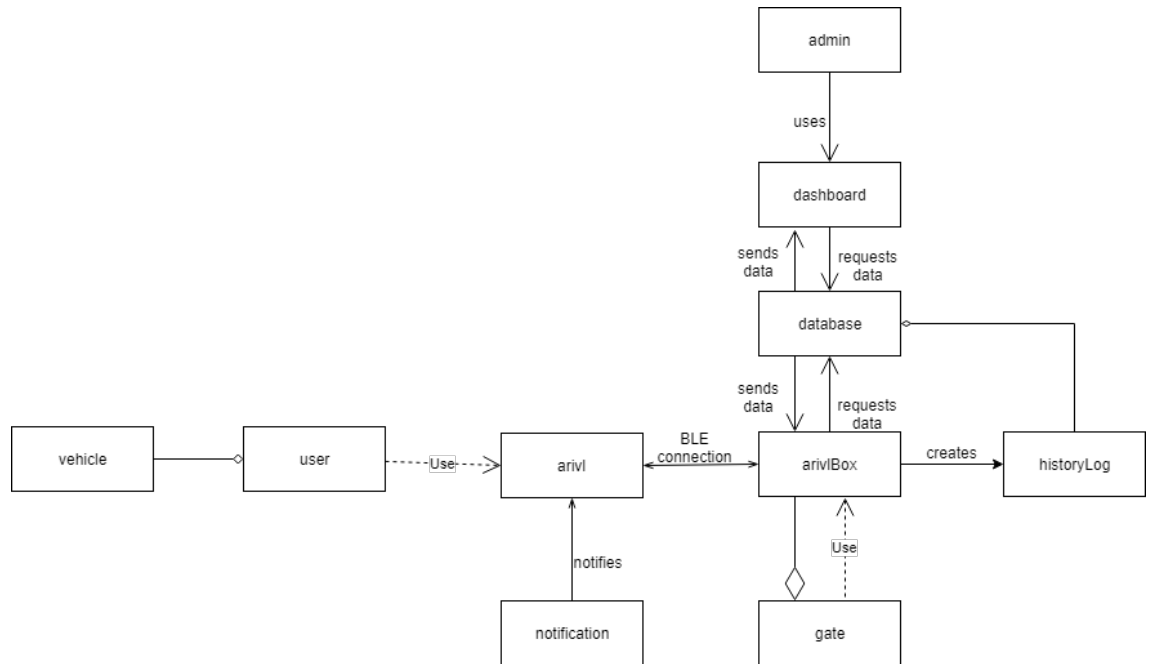 admin
uses
dashboard
sends
data
requests
data
database
sends
data
requests
data
vehicle
user
Use
arivl
BLE
connection
arivlBox
creates
historyLog
notifies
Use
notification
gate